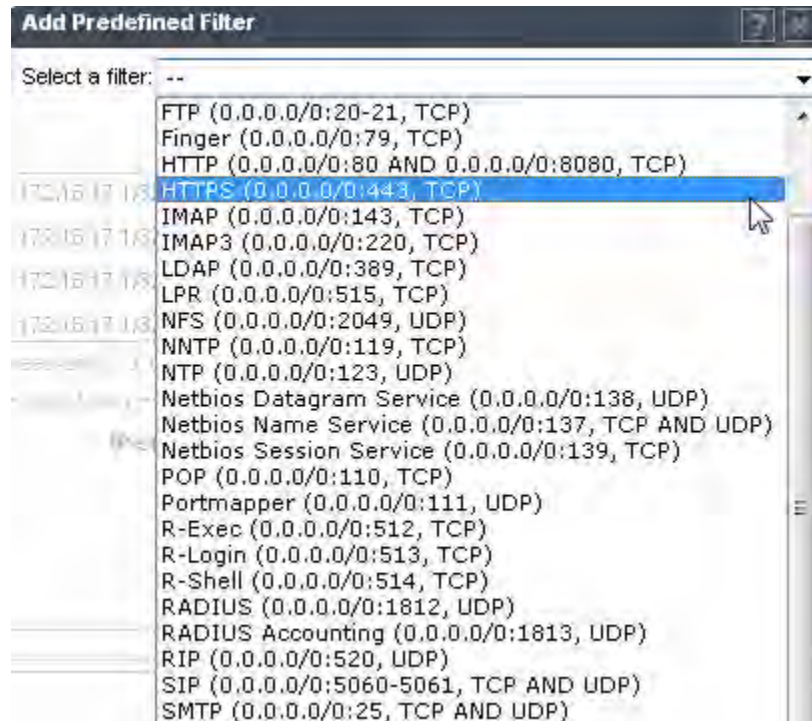 Add Predefined Filter
?
Select a filter: --
FTP (0.0.0.0/0:20-21, TCP)
Finger (0.0.0.0/0:79, TCP)
HTTP (0.0.0.0/0:80 AND 0.0.0.0/0:8080, TCP)
HTTPS (0.0.0.0/0:443, TCP)
IMAP (0.0.0.0/0:143, TCP)
IMAP3 (0.0.0.0/0:220, TCP)
LDAP (0.0.0.0/0:389, TCP)
LPR (0.0.0.0/0:515, TCP)
NFS (0.0.0.0/0:2049, UDP)
NNTP (0.0.0.0/0:119, TCP)
NTP (0.0.0.0/0:123, UDP)
Netbios Datagram Service (0.0.0.0/0:138, UDP)
Netbios Name Service (0.0.0.0/0:137, TCP AND UDP)
Netbios Session Service (0.0.0.0/0:139, TCP)
POP (0.0.0.0/0:110, TCP)
Portmapper (0.0.0.0/0:111, UDP)
R-Exec (0.0.0.0/0:512, TCP)
R-Login (0.0.0.0/0:513, TCP)
R-Shell (0.0.0.0/0:514, TCP)
RADIUS (0.0.0.0/0:1812, UDP)
RADIUS Accounting (0.0.0.0/0:1813, UDP)
RIP (0.0.0.0/0:520, UDP)
SIP (0.0.0.0/0:5060-5061, TCP AND UDP)
SMTP (0.0.0.0/0:25, TCP AND UDP)